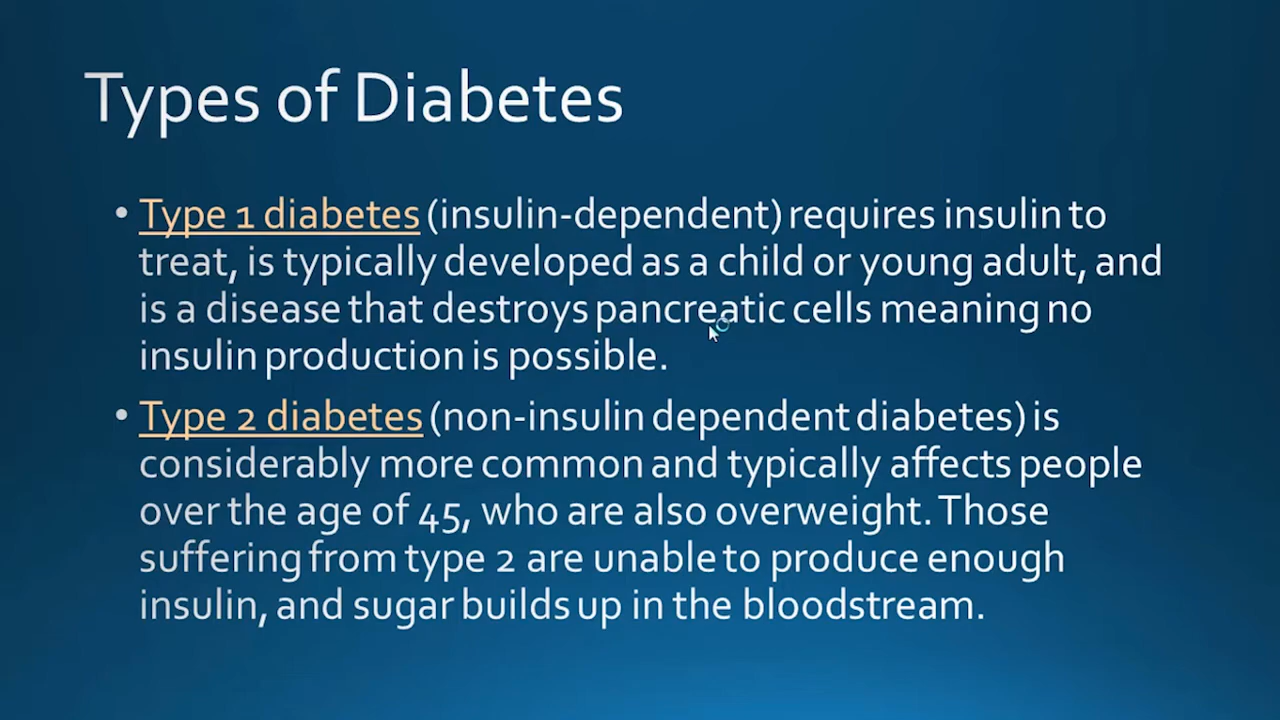 Types of Diabetes
• Type 1 diabetes (insulin-dependent) requires insulin to
treat, is typically developed as a child or young adult, and
is a disease that destroys pancreatic cells meaning no
insulin production is possible.
• Type 2 diabetes (non-insulin dependent diabetes) is
considerably more common and typically affects people
over the age of 45, who are also overweight. Those
suffering from type 2 are unable to produce enough
insulin, and sugar builds up in the bloodstream.